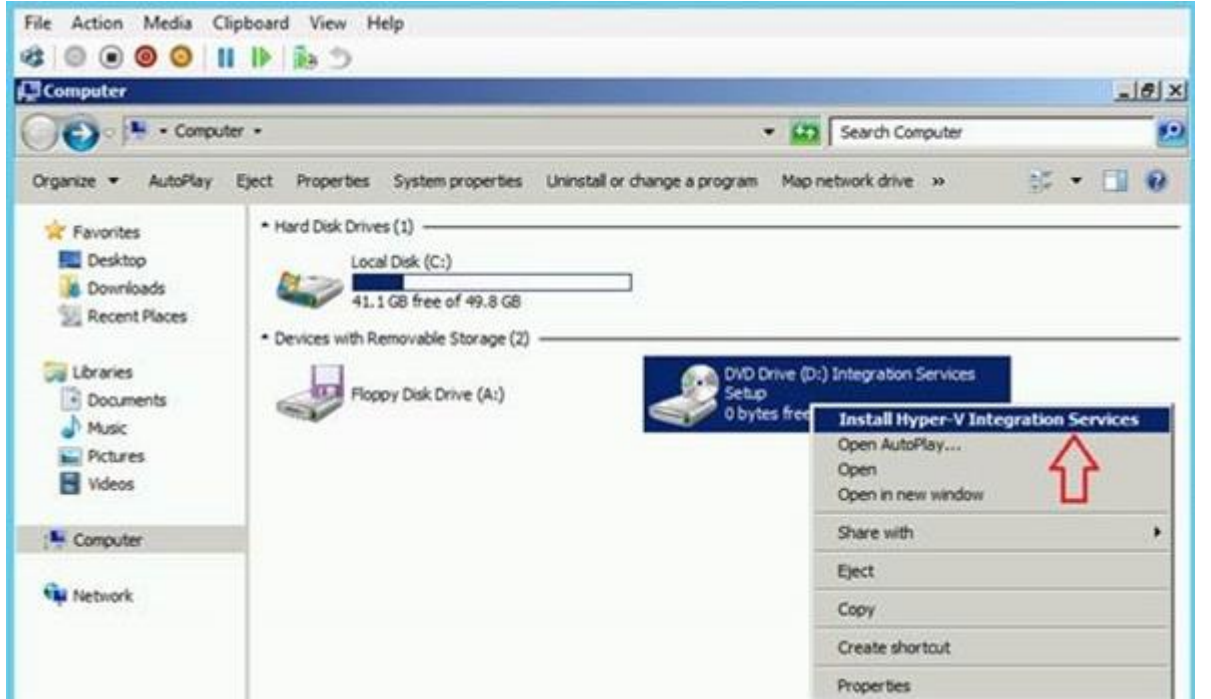 File Action Media Clipboard View Help
Computer
Computer
Search Computer
Organize AutoPlay Eject Properties System properties Uninstall or change a program Map network drive »
Favorites
Desktop
Downloads
Recent Places
Libraries
Documents
Music
Pictures
Videos
Computer
Network
Hard Disk Drives (1)
Local Disk (C:)
41.1 GB free of 49.8 GB
Devices with Removable Storage (2)
Floppy Disk Drive (A:)
DVD Drive (D:) Integration Services
Setup
0 bytes free
Install Hyper-V Integration Services
Open AutoPlay...
Open
Open in new window
Share with
Eject
Copy
Create shortcut
Properties